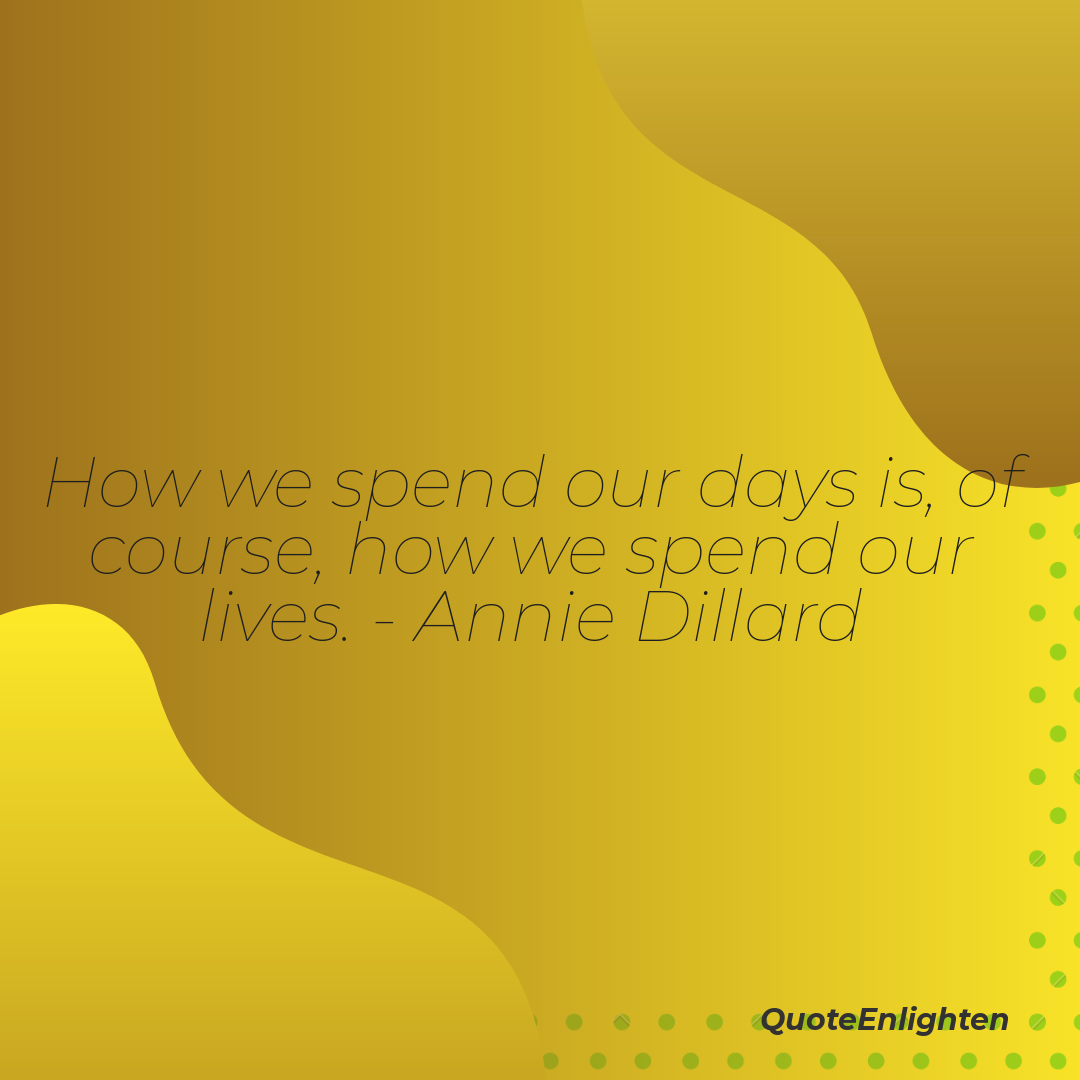 How we spend our days is, of
course, how we spend our
lives. - Annie Dillard
QuoteEnlighten